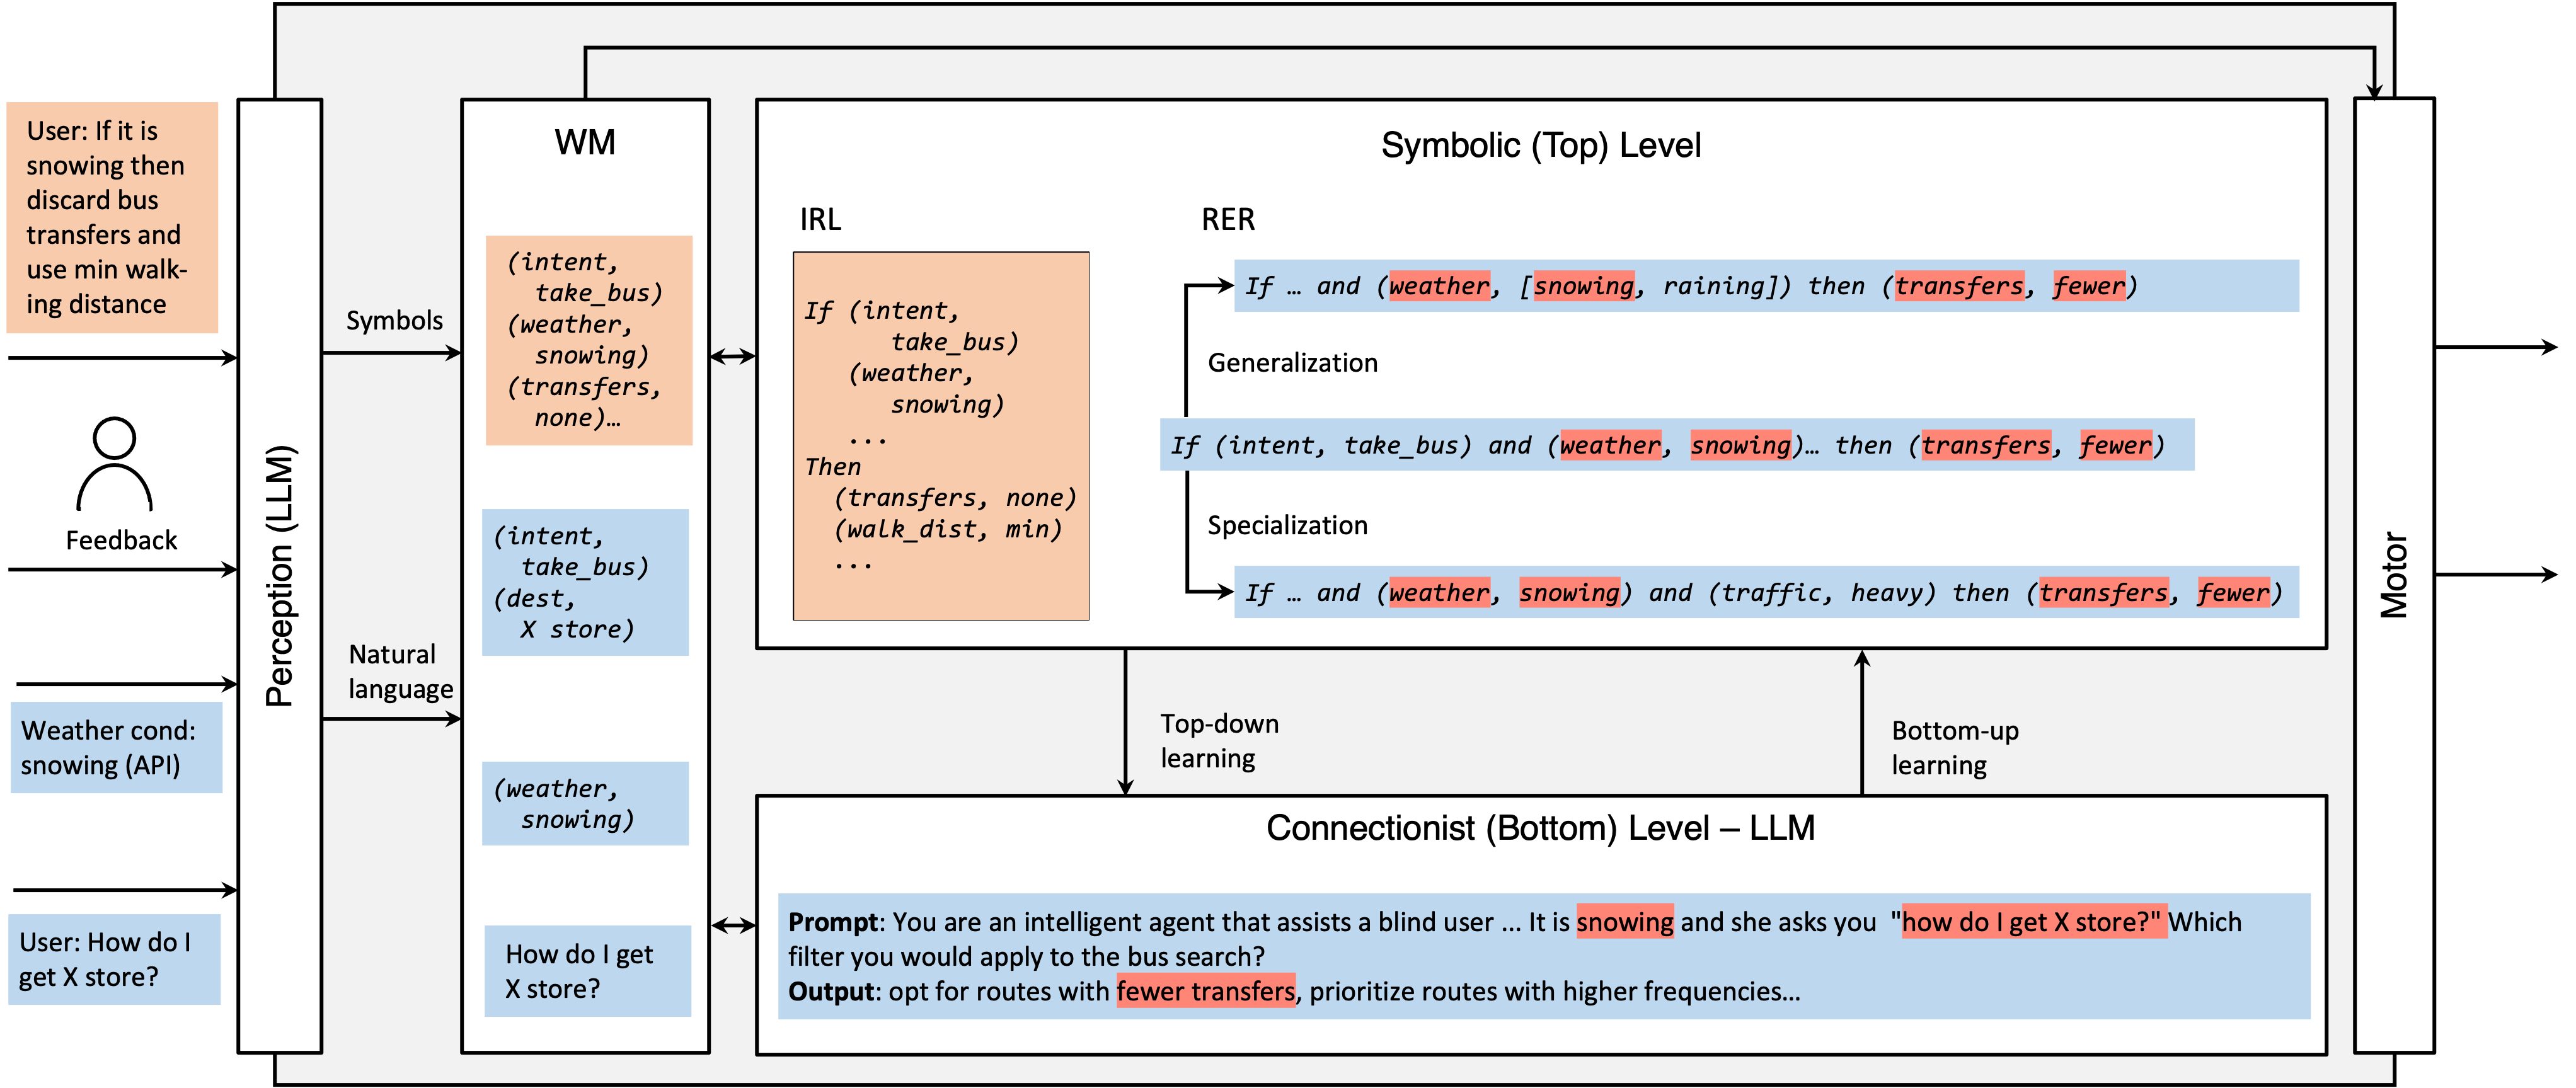 User: If it is
snowing then
discard bus
transfers and
use min walk-
ing distance
Feedback
Weather cond:
snowing (API)
User: How do I
get X store?
Perception (LLM)
Symbols
Natural
language
WM
(intent,
take_bus)
(weather,
snowing)
(transfers,
none)…
(intent,
take_bus)
(dest,
X store)
(weather,
snowing)
How do I get
X store?
Symbolic (Top) Level
IRL
If (intent,
take_bus)
(weather,
snowing)
...
Then
(transfers, none)
(walk_dist, min)
...
RER
If … and (weather, [snowing, raining]) then (transfers, fewer)
Generalization
If (intent, take_bus) and (weather, snowing)… then (transfers, fewer)
Specialization
If … and (weather, snowing) and (traffic, heavy) then (transfers, fewer)
Top-down
learning
Bottom-up
learning
Connectionist (Bottom) Level – LLM
Prompt: You are an intelligent agent that assists a blind user … It is snowing and she asks you "how do I get X store?" Which
filter you would apply to the bus search?
Output: opt for routes with fewer transfers, prioritize routes with higher frequencies…
Motor